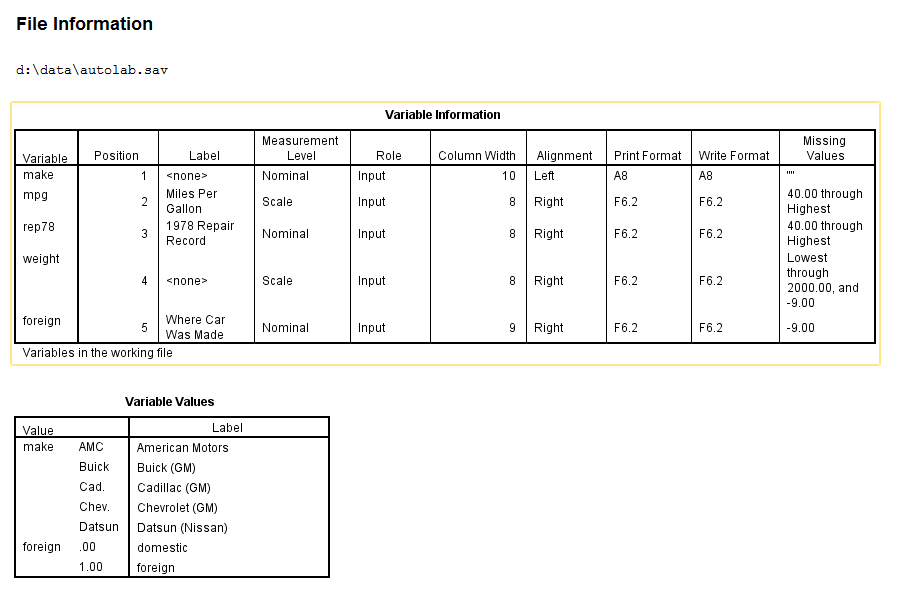 File Information
d:\data\autolab.sav
Variable Information
Variable Position Label Measurement Level Role Column Width Alignment Print Format Write Format Missing Values
make 1 <none> Nominal Input 10 Left A8 A8 ""
mpg 2 Miles Per Gallon Scale Input 8 Right F6.2 F6.2 40.00 through Highest
rep78 3 1978 Repair Record Nominal Input 8 Right F6.2 F6.2 40.00 through Highest
weight 4 <none> Scale Input 8 Right F6.2 F6.2 Lowest through 2000.00, and -9.00
foreign 5 Where Car Was Made Nominal Input 9 Right F6.2 F6.2 -9.00
Variables in the working file
Variable Values
Value Label
make AMC American Motors
Buick Buick (GM)
Cad. Cadillac (GM)
Chev. Chevrolet (GM)
Datsun Datsun (Nissan)
foreign .00 domestic
1.00 foreign